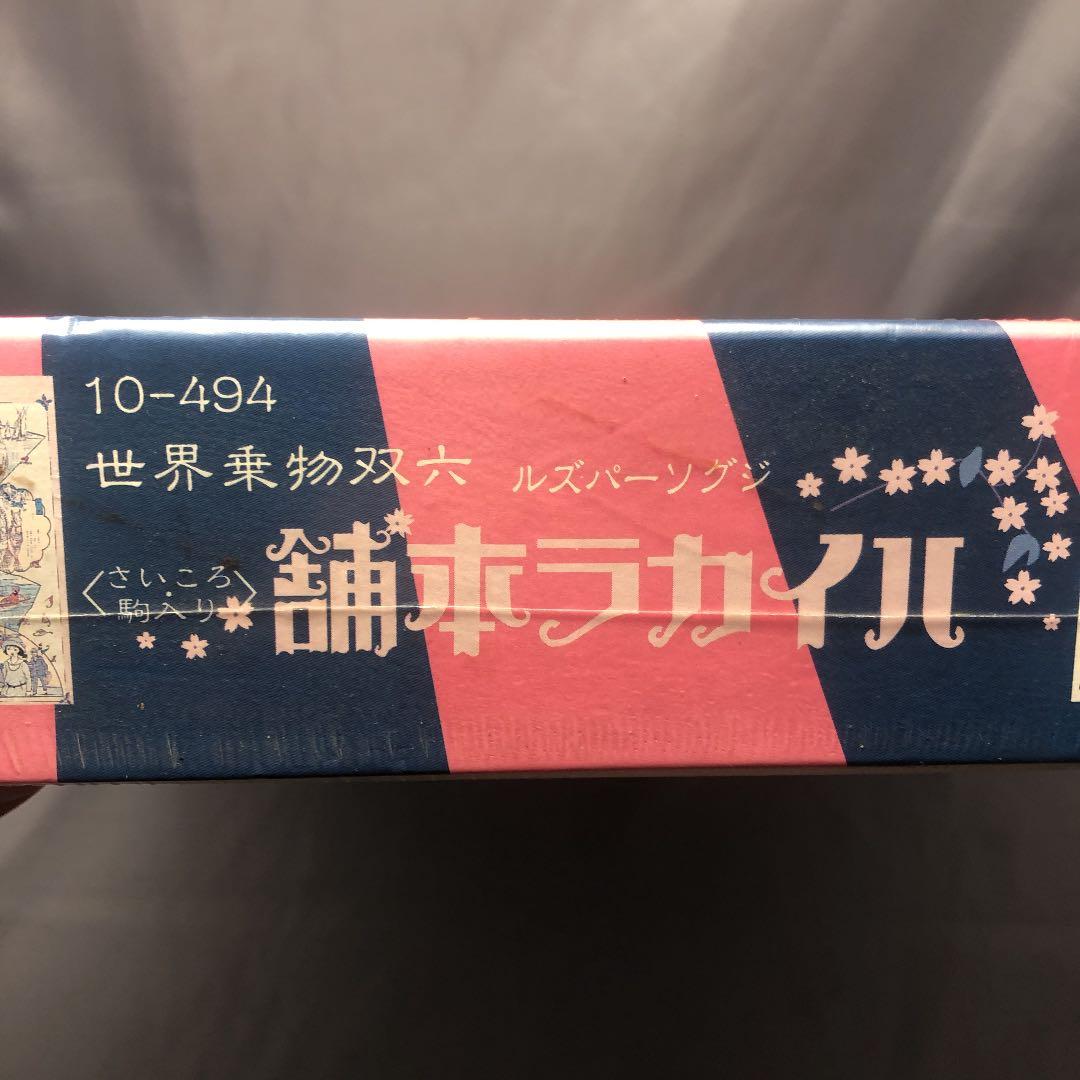 10-494
世界乗物双六
ジグソーパズル
ハイカラ本舗
〈さいころ・
駒入り〉